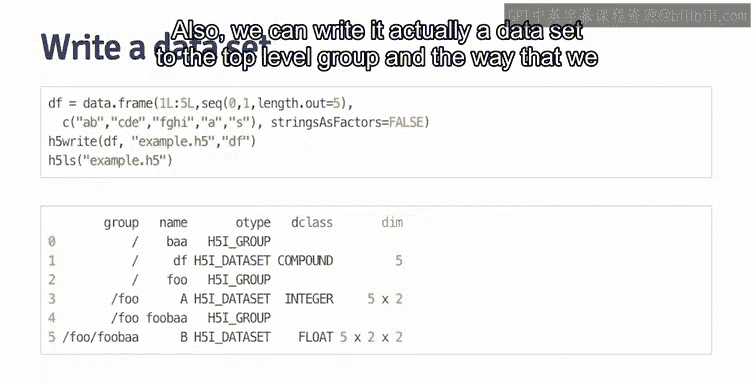 Also, we can write it actually a data set
to the top level group and the way that we
Write a data set
df = data.frame(1L:5L,seq(0,1,length.out=5),
c("ab","cde","fghi","a","s"), stringsAsFactors=FALSE)
h5write(df, "example.h5","df")
h5ls("example.h5")
group name otype dclass dim
0 / baa H5I_GROUP
1 / df H5I_DATASET COMPOUND 5
2 / foo H5I_GROUP
3 /foo A H5I_DATASET INTEGER 5 x 2
4 /foo foobaa H5I_GROUP
5 /foo/foobaa B H5I_DATASET FLOAT 5 x 2 x 2